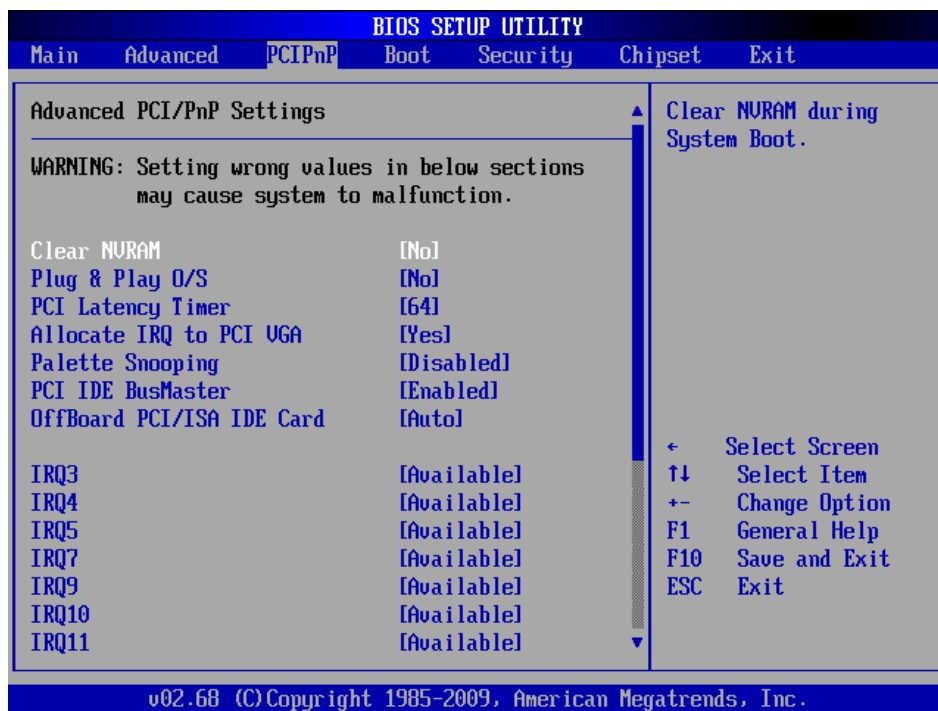 BIOS SETUP UTILITY
Main Advanced PCIPnP Boot Security Chipset Exit
Advanced PCI/PnP Settings
WARNING: Setting wrong values in below sections
may cause system to malfunction.
Clear NVRAM [No]
Plug & Play O/S [No]
PCI Latency Timer [64]
Allocate IRQ to PCI VGA [Yes]
Palette Snooping [Disabled]
PCI IDE BusMaster [Enabled]
OffBoard PCI/ISA IDE Card [Auto]
IRQ3 [Available]
IRQ4 [Available]
IRQ5 [Available]
IRQ7 [Available]
IRQ9 [Available]
IRQ10 [Available]
IRQ11 [Available]
Clear NVRAM during
System Boot.
← Select Screen
↑↓ Select Item
+- Change Option
F1 General Help
F10 Save and Exit
ESC Exit
v02.68 (C)Copyright 1985-2009, American Megatrends, Inc.